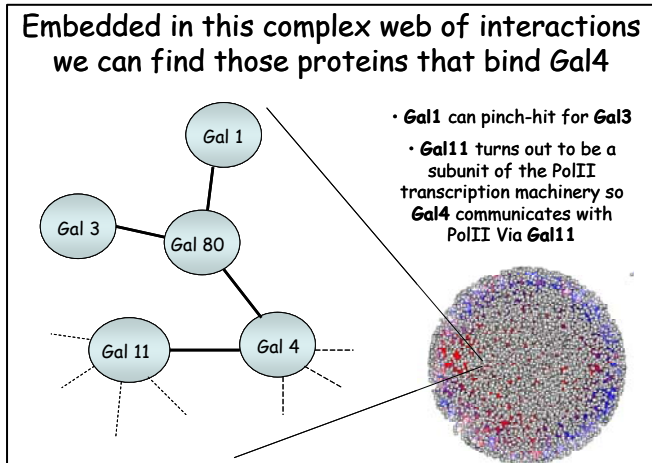 Embedded in this complex web of interactions
we can find those proteins that bind Gal4
Gal 1
Gal 3
Gal 80
Gal 11
Gal 4
• Gal1 can pinch-hit for Gal3
• Gal11 turns out to be a
subunit of the PolII
transcription machinery so
Gal4 communicates with
PolII Via Gal11